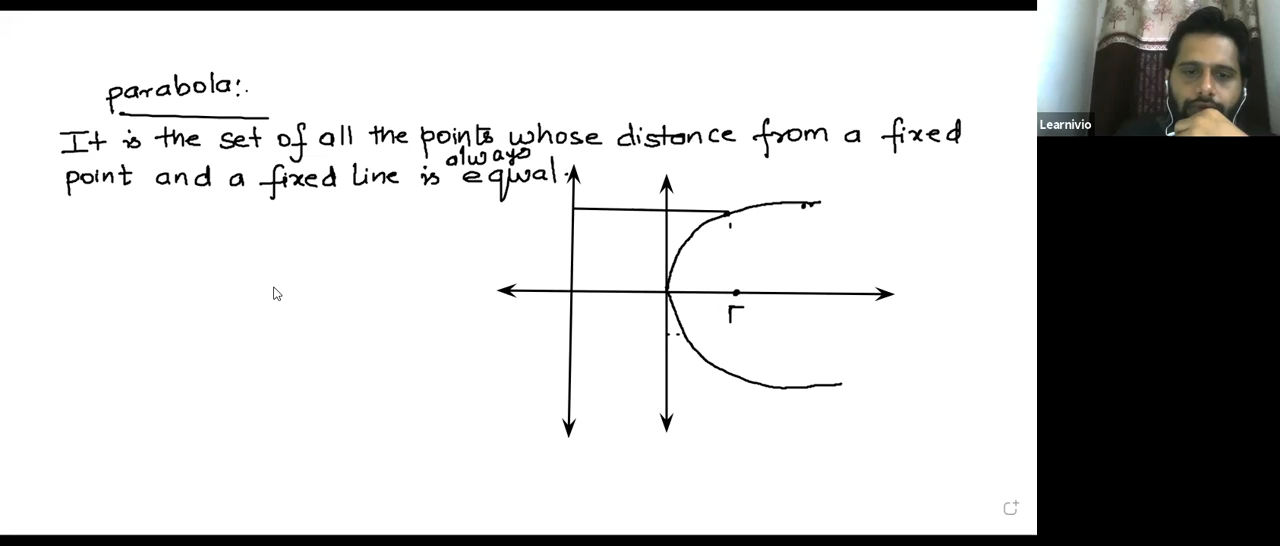 parabola:.
It is the set of all the points whose distance from a fixed
always
point and a fixed line is equal.
Learnivio